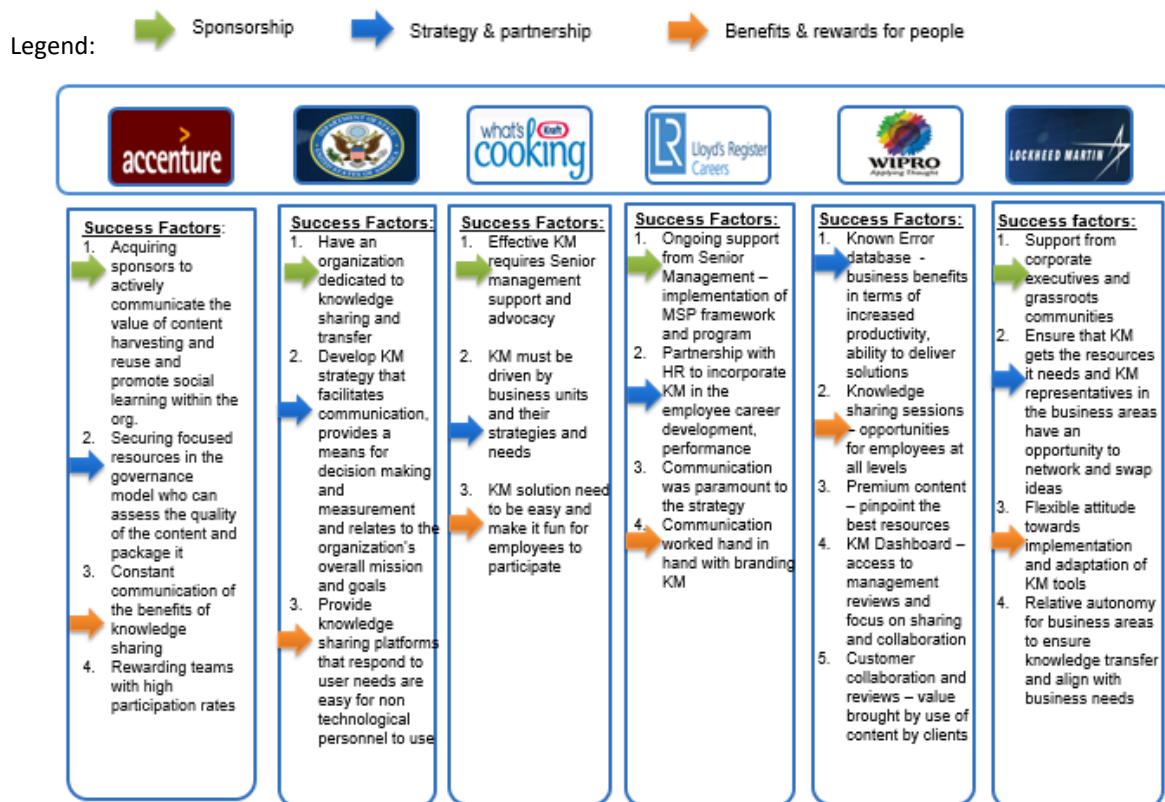 Legend:
Sponsorship
Strategy & partnership
Benefits & rewards for people
accenture
DEPARTMENT OF STATE
UNITED STATES OF AMERICA
what's Kraft
cooking
LR
Lloyd's Register
Careers
WIPRO
Applying Thought
LOCKHEED MARTIN
Success Factors:
1. Acquiring
sponsors to
actively
communicate the
value of content
harvesting and
reuse and
promote social
learning within the
org.
2. Securing focused
resources in the
governance
model who can
assess the quality
of the content and
package it
3. Constant
communication of
the benefits of
knowledge
sharing
4. Rewarding teams
with high
participation rates
Success Factors:
1. Have an
organization
dedicated to
knowledge
sharing and
transfer
2. Develop KM
strategy that
facilitates
communication,
provides a
means for
decision making
and
measurement
and relates to the
organization's
overall mission
and goals
3. Provide
knowledge
sharing platforms
that respond to
user needs are
easy for non
technological
personnel to use
Success Factors:
1. Effective KM
requires Senior
management
support and
advocacy
2. KM must be
driven by
business units
and their
strategies and
needs
3. KM solution need
to be easy and
make it fun for
employees to
participate
Success Factors:
1. Ongoing support
from Senior
Management –
implementation of
MSP framework
and program
2. Partnership with
HR to incorporate
KM in the
employee career
development,
performance
3. Communication
was paramount to
the strategy
4. Communication
worked hand in
hand with branding
KM
Success Factors:
1. Known Error
database -
business benefits
in terms of
increased
productivity,
ability to deliver
solutions
2. Knowledge
sharing sessions
– opportunities
for employees at
all levels
3. Premium content
– pinpoint the
best resources
4. KM Dashboard –
access to
management
reviews and
focus on sharing
and collaboration
5. Customer
collaboration and
reviews – value
brought by use of
content by clients
Success factors:
1. Support from
corporate
executives and
grassroots
communities
2. Ensure that KM
gets the resources
it needs and KM
representatives in
the business areas
have an
opportunity to
network and swap
ideas
3. Flexible attitude
towards
implementation
and adaptation of
KM tools
4. Relative autonomy
for business areas
to ensure
knowledge transfer
and align with
business needs